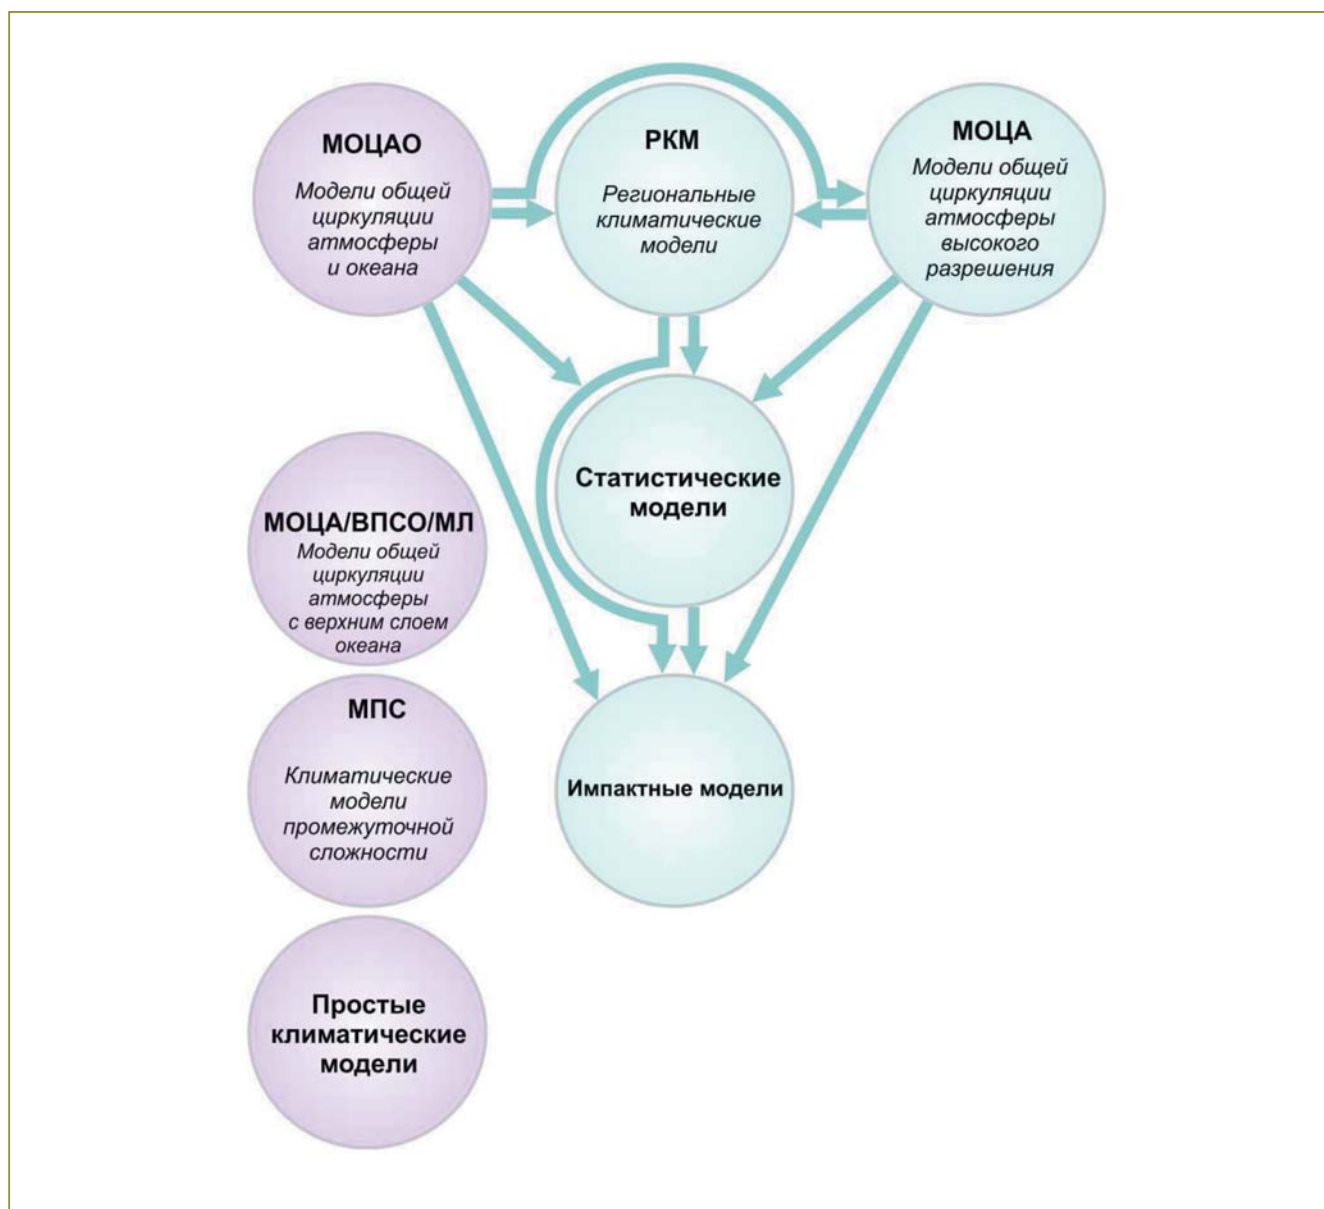 МОЦАО
Модели общей
циркуляции
атмосферы
и океана
РКМ
Региональные
климатические
модели
МОЦА
Модели общей
циркуляции
атмосферы
высокого
разрешения
Статистические
модели
МОЦА/ВПСО/МЛ
Модели общей
циркуляции
атмосферы
с верхним слоем
океана
МПС
Климатические
модели
промежуточной
сложности
Импактные модели
Простые
климатические
модели